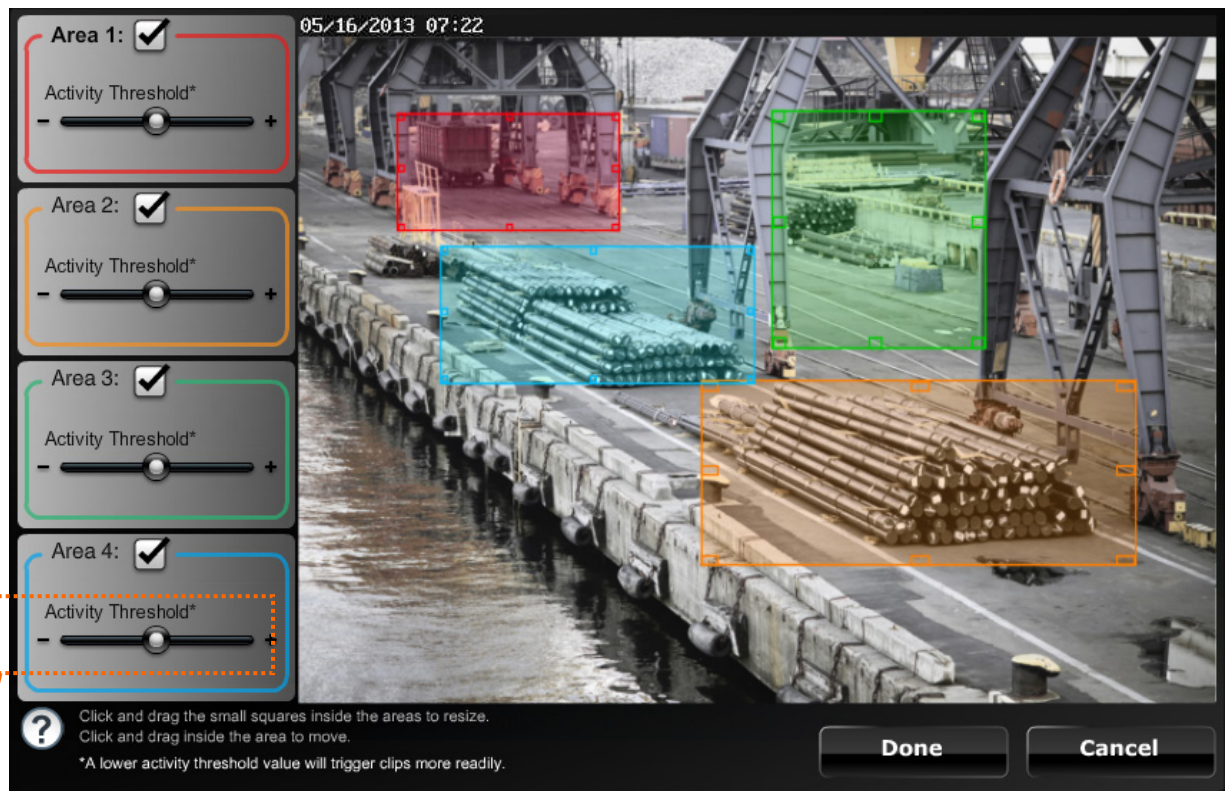 Area 1:
05/16/2013 07:22
Activity Threshold*
- +
Area 2:
Activity Threshold*
- +
Area 3:
Activity Threshold*
- +
Area 4:
Activity Threshold*
- +
? Click and drag the small squares inside the areas to resize.
Click and drag inside the area to move.
*A lower activity threshold value will trigger clips more readily.
Done
Cancel